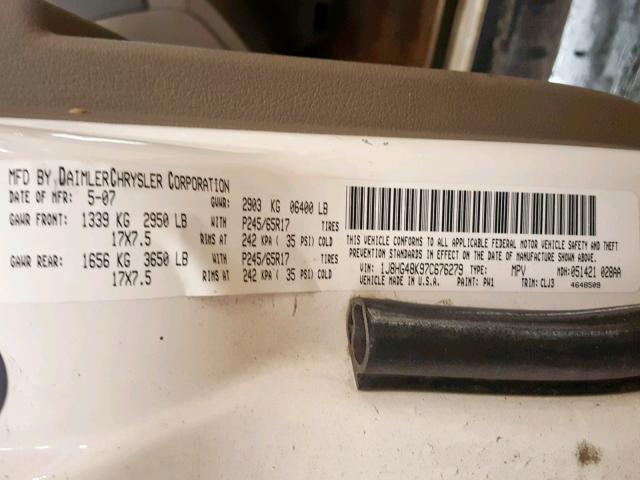 MFD BY DAIMLERCHRYSLER CORPORATION
DATE OF MFR: 5-07 GVWR: 2903 KG 06400 LB
GAWR FRONT: 1339 KG 2950 LB WITH P245/65R17 TIRES
17X7.5 RIMS AT 242 KPA ( 35 PSI) COLD
GAWR REAR: 1656 KG 3650 LB WITH P245/65R17 TIRES
17X7.5 RIMS AT 242 KPA ( 35 PSI) COLD
THIS VEHICLE CONFORMS TO ALL APPLICABLE FEDERAL MOTOR VEHICLE SAFETY AND THEFT
PREVENTION STANDARDS IN EFFECT ON THE DATE OF MANUFACTURE SHOWN ABOVE.
VIN: 1J8HG48K97C676279 TYPE: MPV MDH: 051421 028AA
VEHICLE MADE IN U.S.A. PAINT: PW1 TRIM: CLJ3 4648509